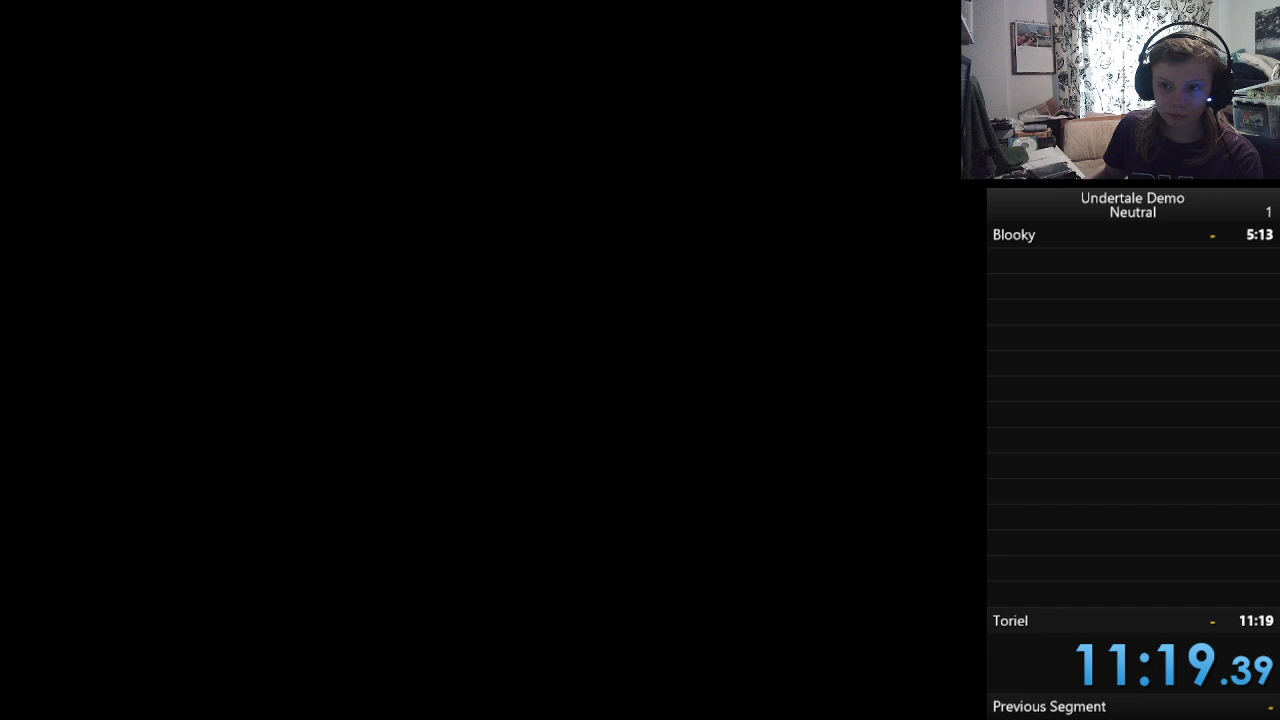 Undertale Demo
Neutral 1
Blooky - 5:13
Toriel - 11:19
11:19.39
Previous Segment -